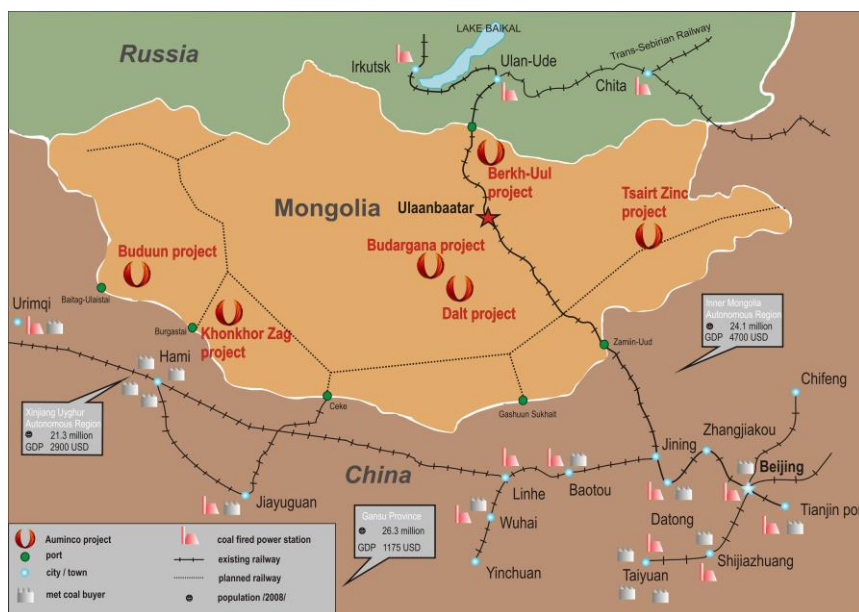 LAKE BAIKAL
Russia
Irkutsk
Ulan-Ude
Trans-Sebirian Railway
Chita
Berkh-Uul
project
Tsairt Zinc
project
Mongolia
Ulaanbaatar
Buduun project
Budargana project
Dalt project
Baitag-Ulaistai
Urimqi
Burgastai
Khonkhor Zag
project
Zamiin-Uud
Inner Mongolia
Autonomous Region
24.1 million
GDP 4700 USD
Hami
Ceke
Gashuun Sukhait
Chifeng
Xinjiang Uyghur
Autonomous Region
21.3 million
GDP 2900 USD
Jining
Zhangjiakou
Beijing
China
Jiayuguan
Linhe
Baotou
Datong
Tianjin port
Gansu Province
26.3 million
GDP 1175 USD
Wuhai
Yinchuan
Taiyuan
Shijiazhuang
Auminco project
port
city / town
met coal buyer
coal fired power station
existing railway
planned railway
population /2008/